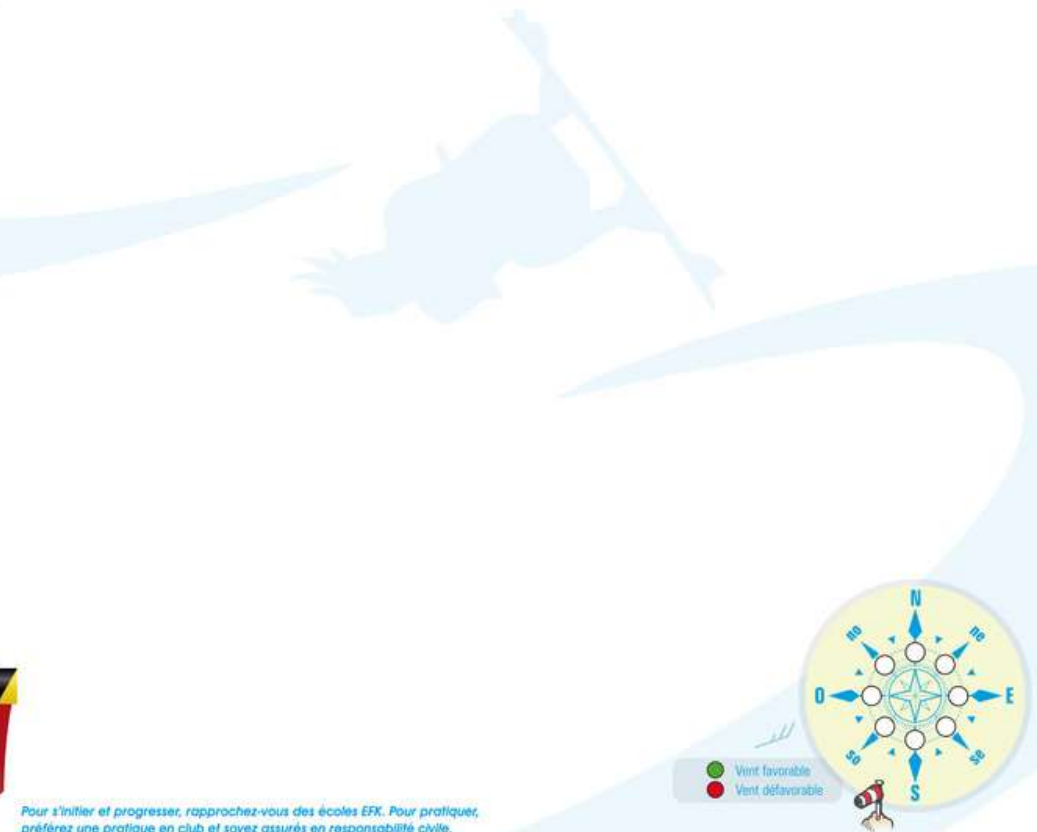 N
no
ne
O
E
so
se
S
Vent favorable
Vent défavorable
Pour s'initier et progresser, rapprochez-vous des écoles EFK. Pour pratiquer,
préférez une pratique en club et soyez assurés en responsabilité civile.